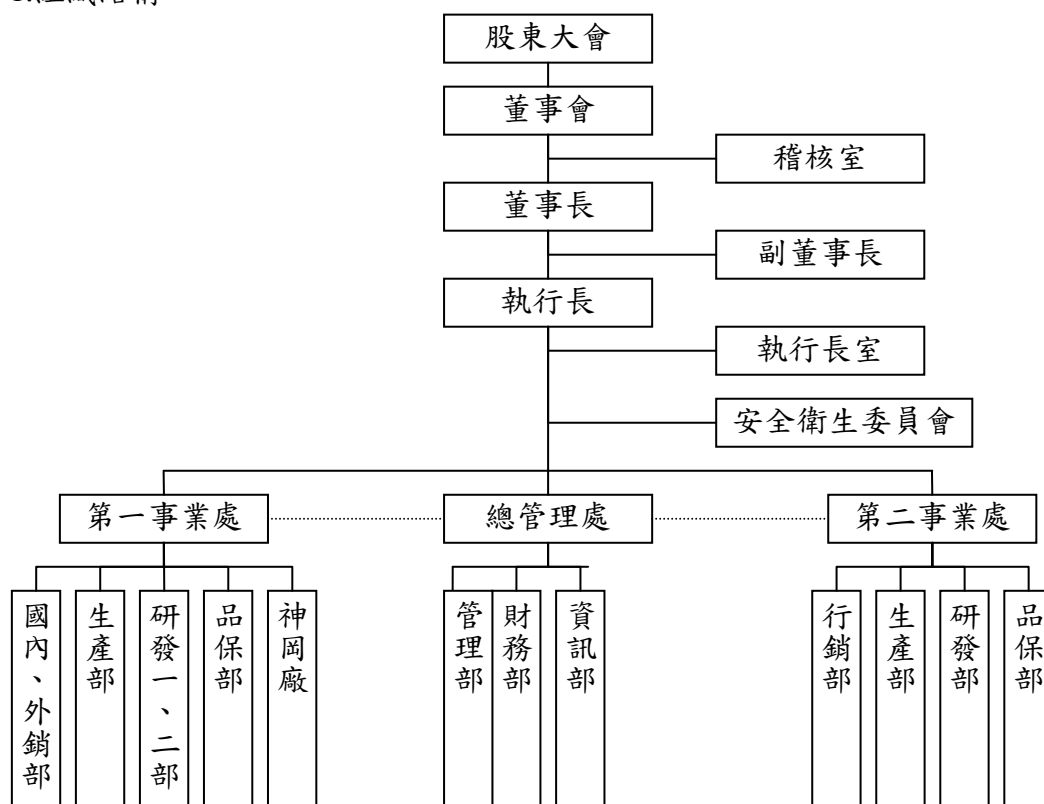 股東大會
董事會
稽核室
董事長
副董事長
執行長
執行長室
安全衛生委員會
第一事業處
總管理處
第二事業處
國內、外銷部
生產部
研發一、二部
品保部
神岡廠
管理部
財務部
資訊部
行銷部
生產部
研發部
品保部